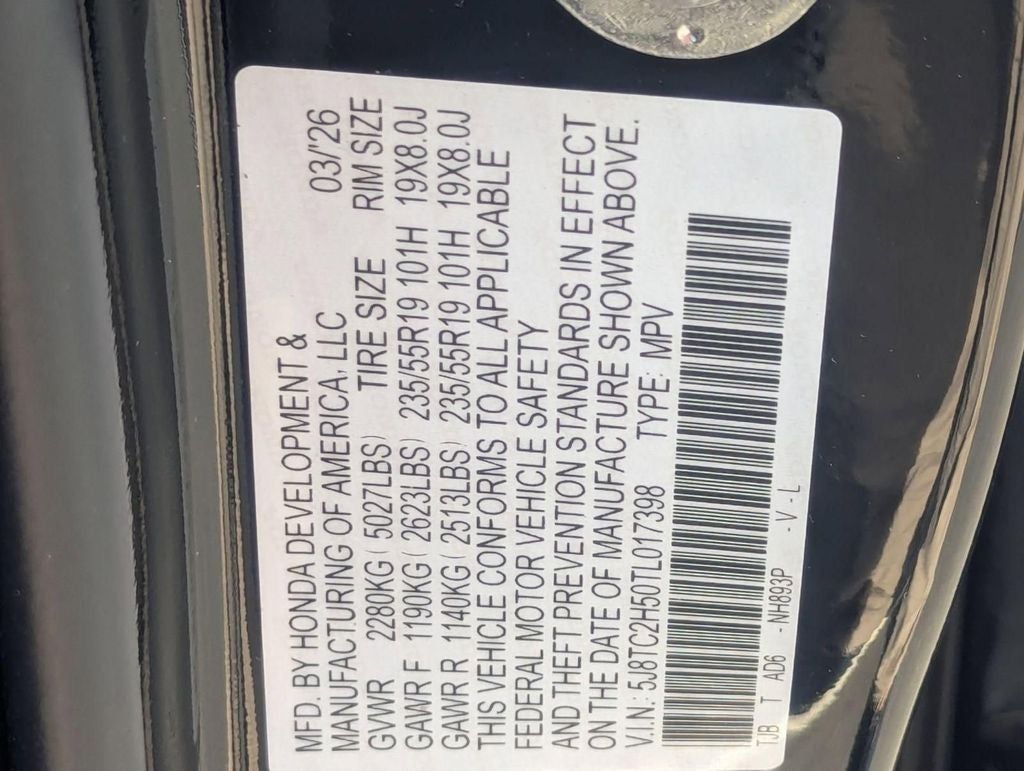 MFD. BY HONDA DEVELOPMENT &
MANUFACTURING OF AMERICA, LLC 03/'26
GVWR 2280KG ( 5027LBS) TIRE SIZE RIM SIZE
GAWR F 1190KG ( 2623LBS) 235/55R19 101H 19X8.0J
GAWR R 1140KG ( 2513LBS) 235/55R19 101H 19X8.0J
THIS VEHICLE CONFORMS TO ALL APPLICABLE
FEDERAL MOTOR VEHICLE SAFETY
AND THEFT PREVENTION STANDARDS IN EFFECT
ON THE DATE OF MANUFACTURE SHOWN ABOVE.
V.I.N: 5J8TC2H50TL017398 TYPE: MPV
TJB T AD6 - NH893P - V - L